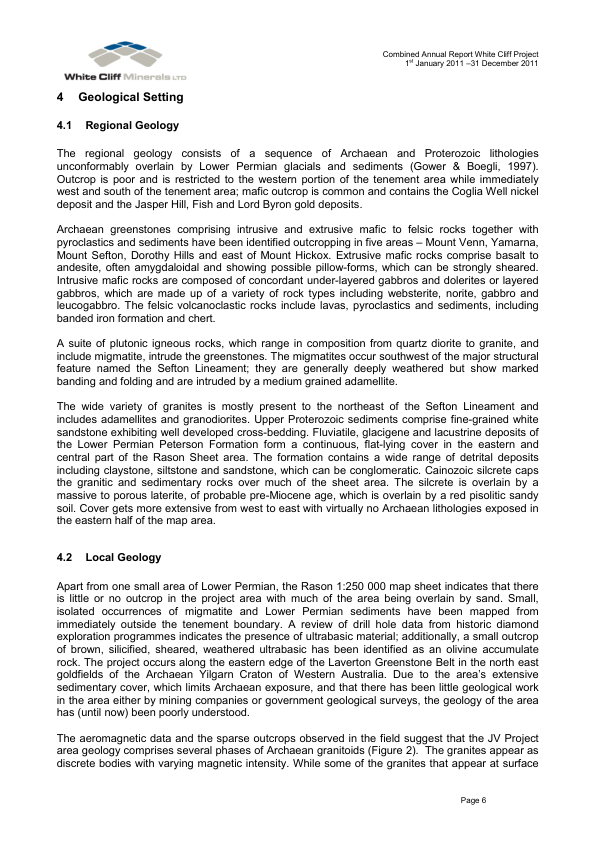 White Cliff Minerals LTD
Combined Annual Report White Cliff Project
1st January 2011 –31 December 2011
4 Geological Setting
4.1 Regional Geology
The regional geology consists of a sequence of Archaean and Proterozoic lithologies
unconformably overlain by Lower Permian glacials and sediments (Gower & Boegli, 1997).
Outcrop is poor and is restricted to the western portion of the tenement area while immediately
west and south of the tenement area; mafic outcrop is common and contains the Coglia Well nickel
deposit and the Jasper Hill, Fish and Lord Byron gold deposits.
Archaean greenstones comprising intrusive and extrusive mafic to felsic rocks together with
pyroclastics and sediments have been identified outcropping in five areas – Mount Venn, Yamarna,
Mount Sefton, Dorothy Hills and east of Mount Hickox. Extrusive mafic rocks comprise basalt to
andesite, often amygdaloidal and showing possible pillow-forms, which can be strongly sheared.
Intrusive mafic rocks are composed of concordant under-layered gabbros and dolerites or layered
gabbros, which are made up of a variety of rock types including websterite, norite, gabbro and
leucogabbro. The felsic volcanoclastic rocks include lavas, pyroclastics and sediments, including
banded iron formation and chert.
A suite of plutonic igneous rocks, which range in composition from quartz diorite to granite, and
include migmatite, intrude the greenstones. The migmatites occur southwest of the major structural
feature named the Sefton Lineament; they are generally deeply weathered but show marked
banding and folding and are intruded by a medium grained adamellite.
The wide variety of granites is mostly present to the northeast of the Sefton Lineament and
includes adamellites and granodiorites. Upper Proterozoic sediments comprise fine-grained white
sandstone exhibiting well developed cross-bedding. Fluviatile, glacigene and lacustrine deposits of
the Lower Permian Peterson Formation form a continuous, flat-lying cover in the eastern and
central part of the Rason Sheet area. The formation contains a wide range of detrital deposits
including claystone, siltstone and sandstone, which can be conglomeratic. Cainozoic silcrete caps
the granitic and sedimentary rocks over much of the sheet area. The silcrete is overlain by a
massive to porous laterite, of probable pre-Miocene age, which is overlain by a red pisolitic sandy
soil. Cover gets more extensive from west to east with virtually no Archaean lithologies exposed in
the eastern half of the map area.
4.2 Local Geology
Apart from one small area of Lower Permian, the Rason 1:250 000 map sheet indicates that there
is little or no outcrop in the project area with much of the area being overlain by sand. Small,
isolated occurrences of migmatite and Lower Permian sediments have been mapped from
immediately outside the tenement boundary. A review of drill hole data from historic diamond
exploration programmes indicates the presence of ultrabasic material; additionally, a small outcrop
of brown, silicified, sheared, weathered ultrabasic has been identified as an olivine accumulate
rock. The project occurs along the eastern edge of the Laverton Greenstone Belt in the north east
goldfields of the Archaean Yilgarn Craton of Western Australia. Due to the area's extensive
sedimentary cover, which limits Archaean exposure, and that there has been little geological work
in the area either by mining companies or government geological surveys, the geology of the area
has (until now) been poorly understood.
The aeromagnetic data and the sparse outcrops observed in the field suggest that the JV Project
area geology comprises several phases of Archaean granitoids (Figure 2). The granites appear as
discrete bodies with varying magnetic intensity. While some of the granites that appear at surface
Page 6